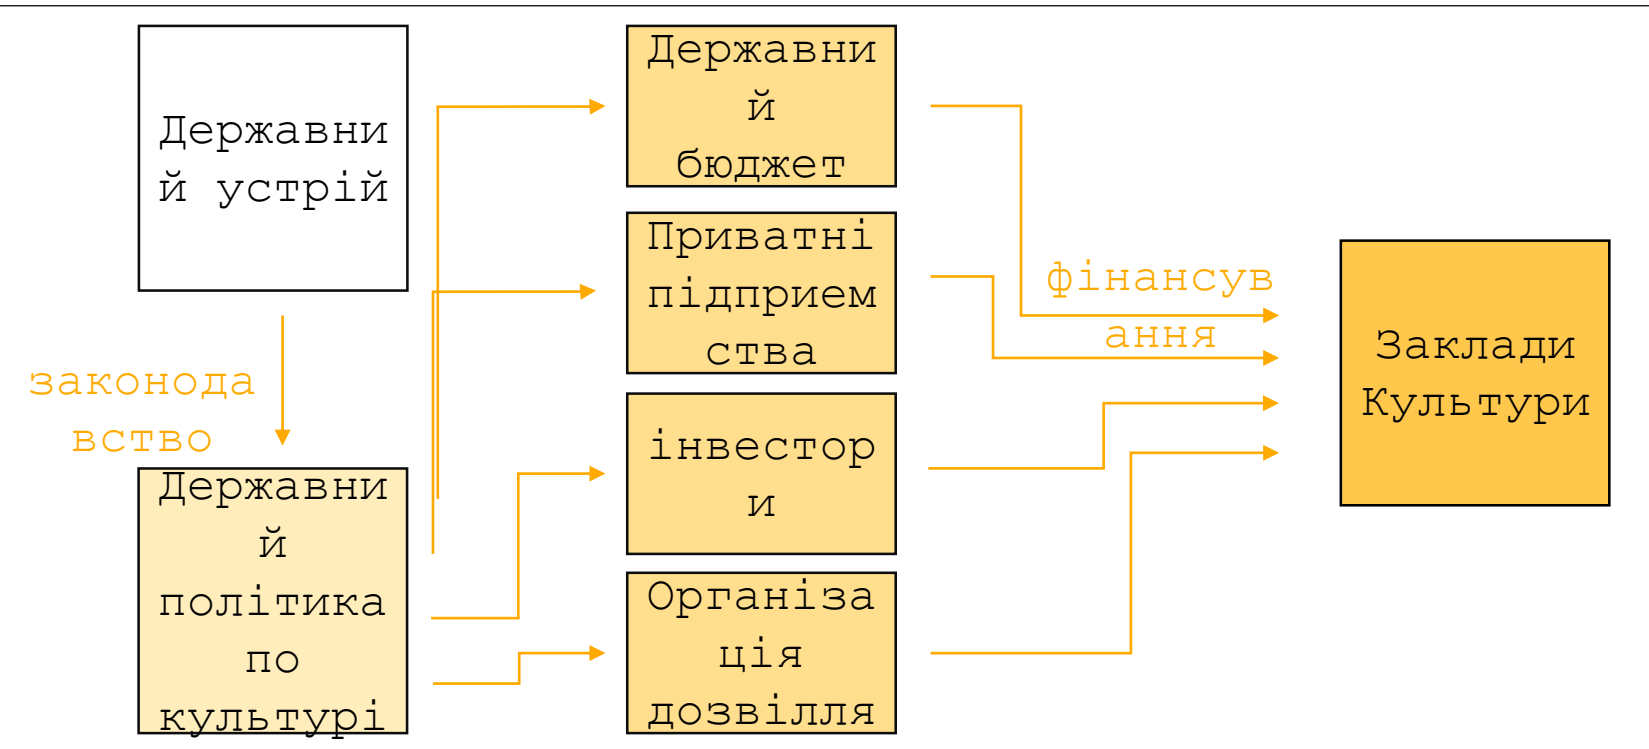 Державни
й устрій
законода
вство
Державни
й
політика
по
культурі
Державни
й
бюджет
Приватні
підприем
ства
інвестор
и
Організа
ція
дозвілля
фінансув
ання
Заклади
Культури